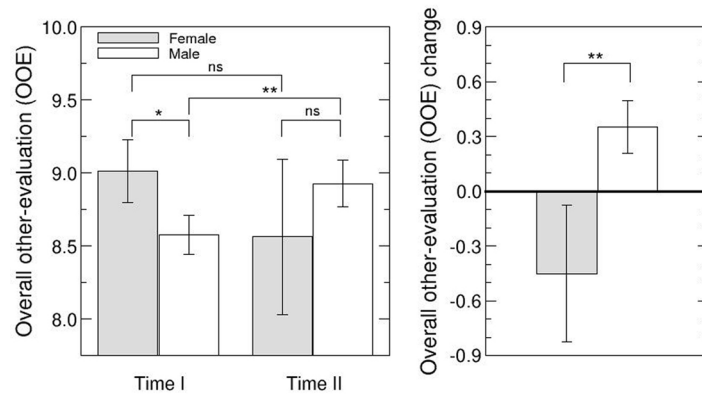 Overall other-evaluation (OOE)
10.0
9.5
9.0
8.5
8.0
Female
Male
ns
**
*
ns
Time I
Time II
Overall other-evaluation (OOE) change
0.9
0.6
0.3
0.0
-0.3
-0.6
-0.9
**